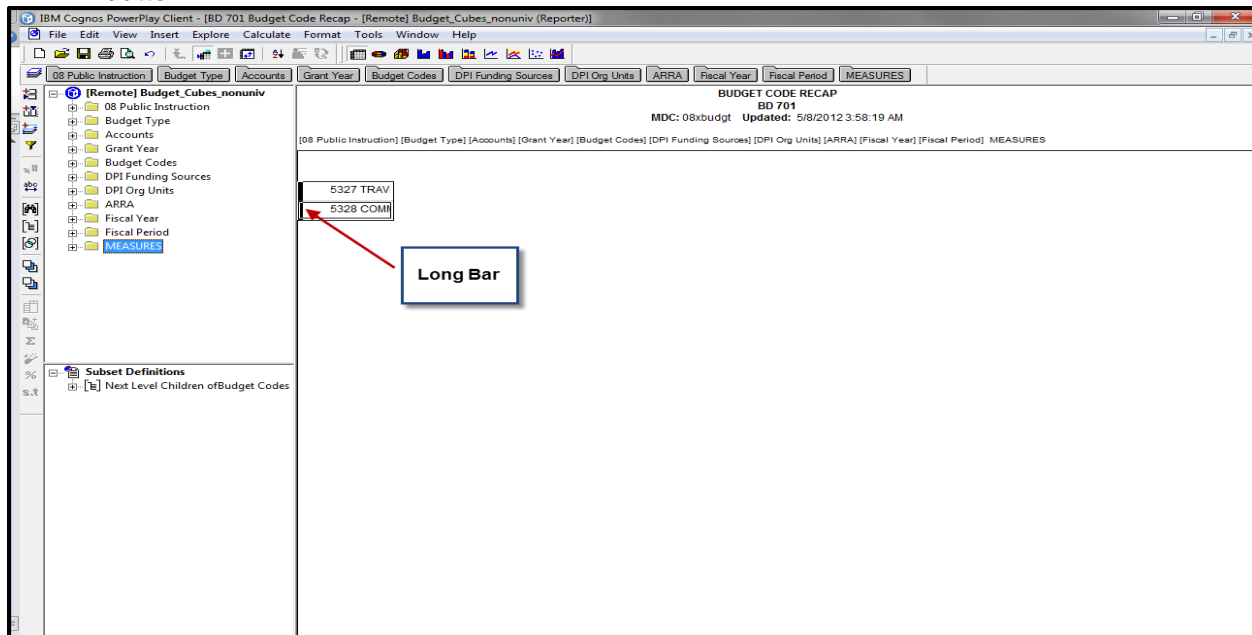 IBM Cognos PowerPlay Client - [BD 701 Budget Code Recap - [Remote] Budget_Cubes_nonuniv (Reporter)]
File Edit View Insert Explore Calculate Format Tools Window Help
08 Public Instruction Budget Type Accounts Grant Year Budget Codes DPI Funding Sources DPI Org Units ARRA Fiscal Year Fiscal Period MEASURES
[Remote] Budget_Cubes_nonuniv
08 Public Instruction
Budget Type
Accounts
Grant Year
Budget Codes
DPI Funding Sources
DPI Org Units
ARRA
Fiscal Year
Fiscal Period
MEASURES
Subset Definitions
Next Level Children ofBudget Codes
BUDGET CODE RECAP
BD 701
MDC: 08xbudgt Updated: 5/8/2012 3:58:19 AM
[08 Public Instruction] [Budget Type] [Accounts] [Grant Year] [Budget Codes] [DPI Funding Sources] [DPI Org Units] [ARRA] [Fiscal Year] [Fiscal Period] MEASURES
5327 TRAV
5328 COMM
Long Bar